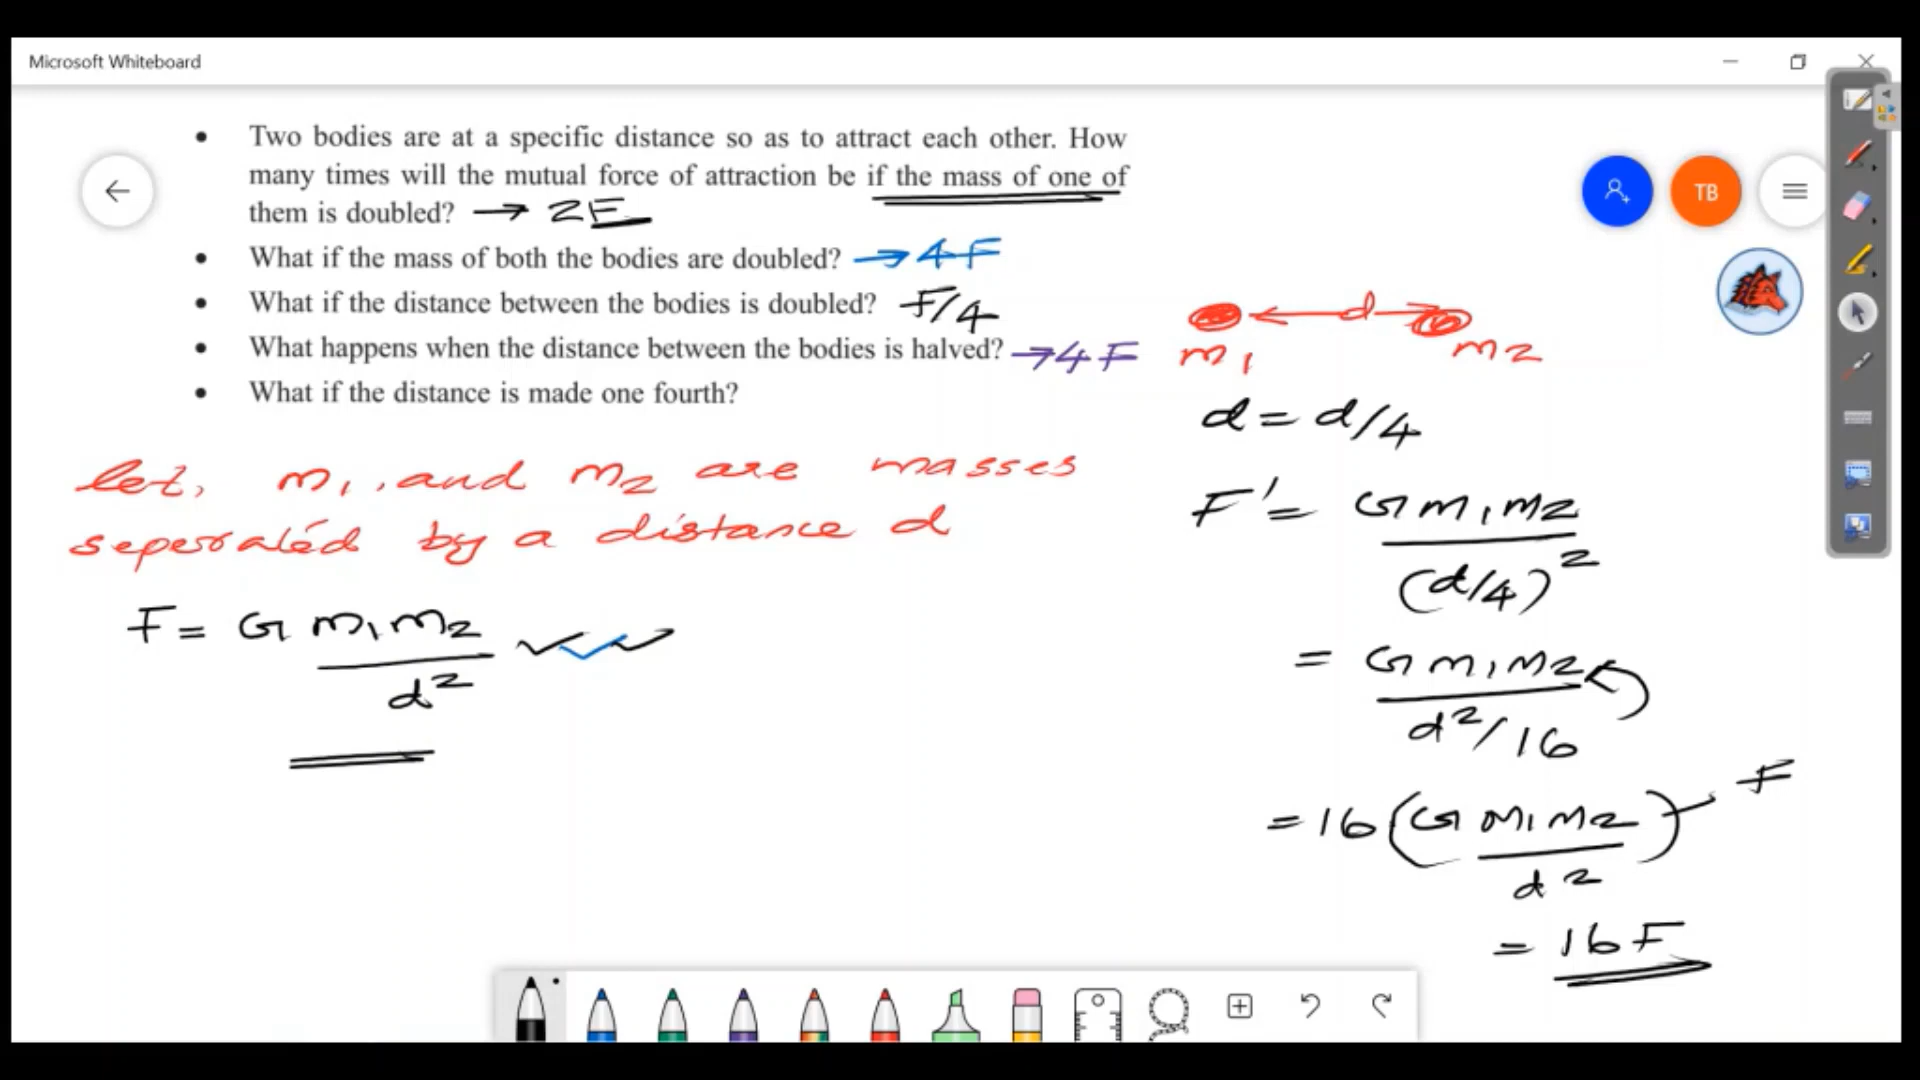 Microsoft Whiteboard
• Two bodies are at a specific distance so as to attract each other. How
many times will the mutual force of attraction be if the mass of one of
them is doubled? → 2F
• What if the mass of both the bodies are doubled? → 4F
• What if the distance between the bodies is doubled? F/4
• What happens when the distance between the bodies is halved? → 4F
• What if the distance is made one fourth?
TB
d
m1 m2
let, m1, and m2 are masses
seperated by a distance d
F = G m1m2
d²
d = d/4
F' = Gm1m2
(d/4)²
= Gm1m2
d²/16
= 16 (Gm1m2) F
d²
= 16F